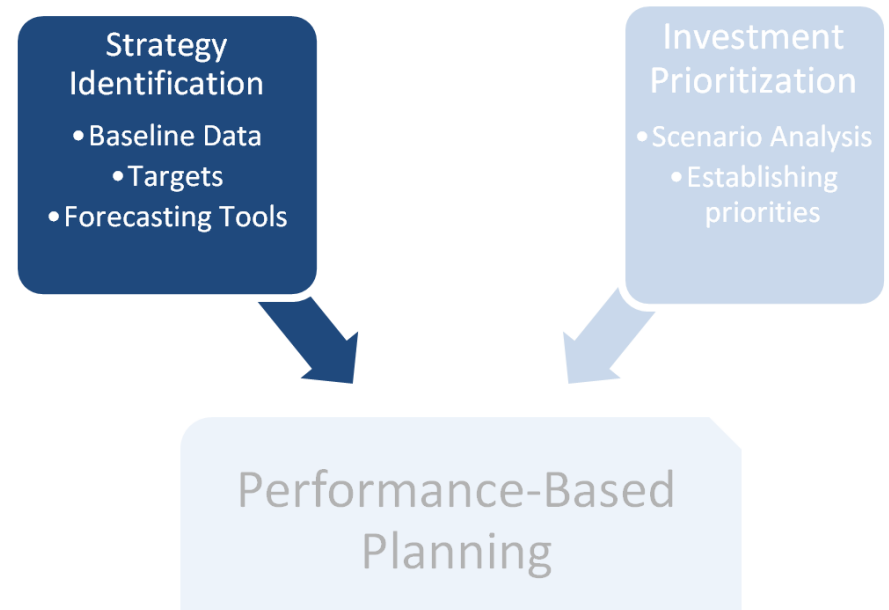 Strategy
Identification
•Baseline Data
•Targets
•Forecasting Tools
Investment
Prioritization
•Scenario Analysis
•Establishing
priorities
Performance-Based
Planning